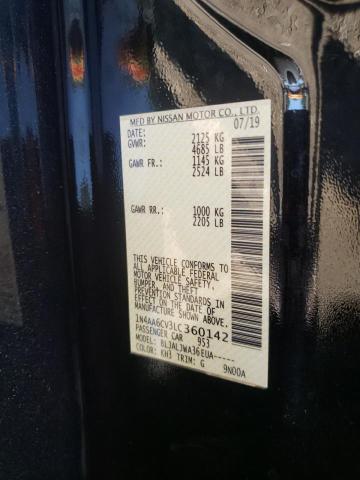 MFD BY NISSAN MOTOR CO., LTD.
DATE: 07/19
GVWR: 2125 KG
4685 LB
GAWR FR.: 1145 KG
2524 LB
GAWR RR.: 1000 KG
2205 LB
THIS VEHICLE CONFORMS TO
ALL APPLICABLE FEDERAL
MOTOR VEHICLE SAFETY,
BUMPER, AND THEFT
PREVENTION STANDARDS IN
EFFECT ON THE DATE OF
MANUFACTURE SHOWN ABOVE.
1N4AA6CV3LC360142
PASSENGER CAR 953
MODEL: BL3ALJWA36EUA-----
COLOR: KH3 TRIM: G 9N00A